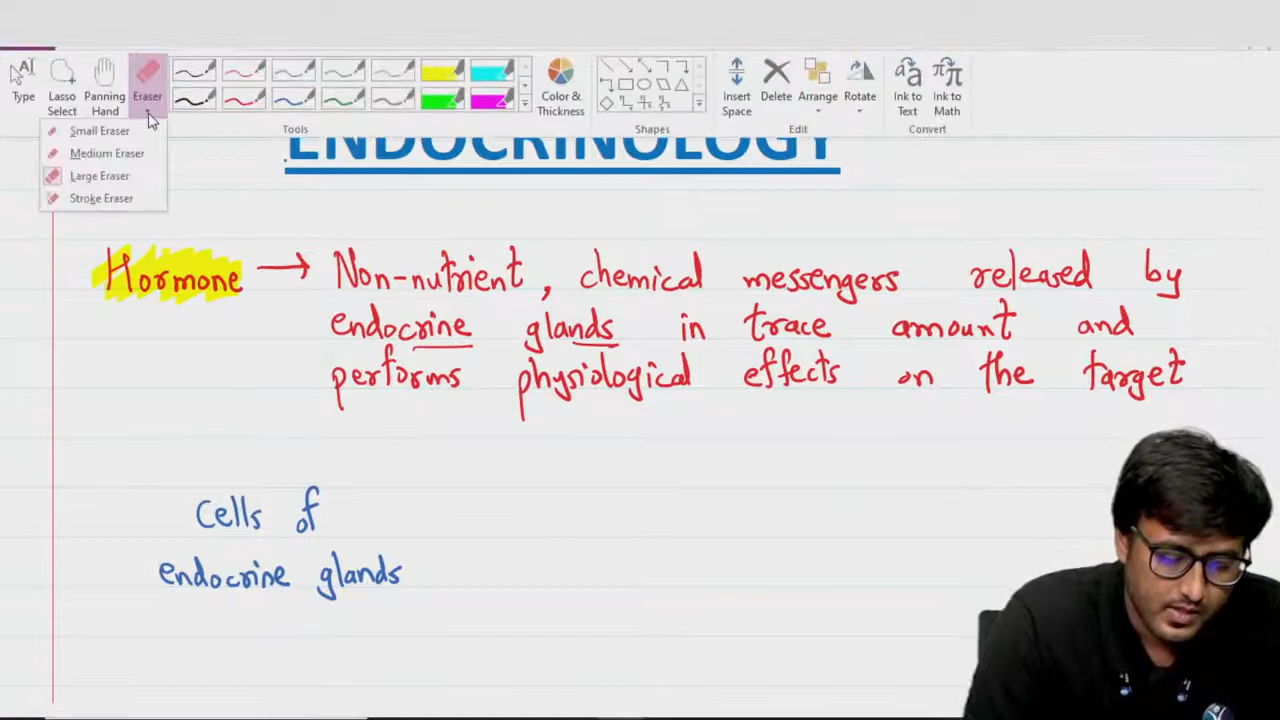 Type
Lasso Select
Panning Hand
Eraser
Color & Thickness
Insert Space
Delete
Arrange
Rotate
Ink to Text
Ink to Math
Tools
Shapes
Edit
Convert
Small Eraser
Medium Eraser
Large Eraser
Stroke Eraser
ENDOCRINOLOGY
Hormone → Non-nutrient, chemical messengers released by
endocrine glands in trace amount and
performs physiological effects on the target
Cells of
endocrine glands